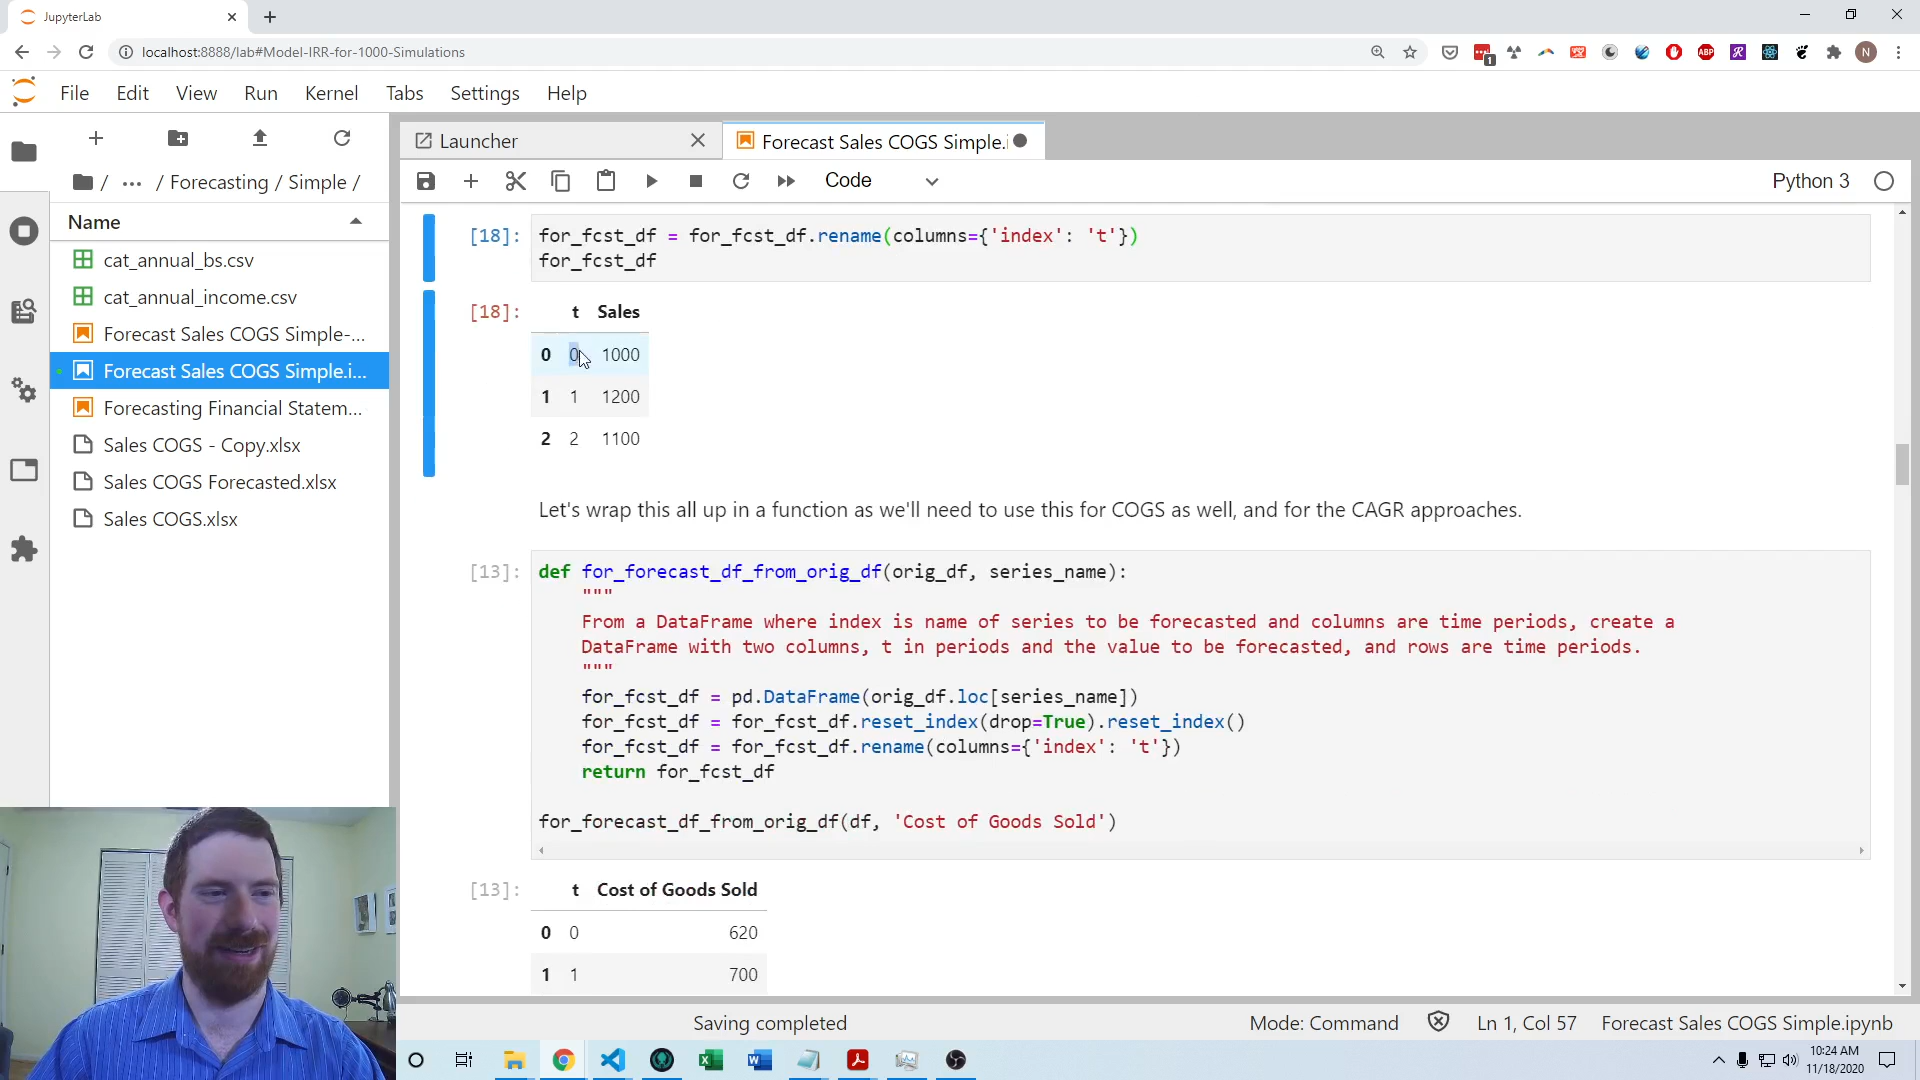 JupyterLab
localhost:8888/lab#Model-IRR-for-1000-Simulations
1
N
File Edit View Run Kernel Tabs Settings Help
Launcher
Forecast Sales COGS Simple.i
/ ... / Forecasting / Simple /
Code
Python 3
Name
cat_annual_bs.csv
cat_annual_income.csv
Forecast Sales COGS Simple-...
Forecast Sales COGS Simple.i...
Forecasting Financial Statem...
Sales COGS - Copy.xlsx
Sales COGS Forecasted.xlsx
Sales COGS.xlsx
[18]: for_fcst_df = for_fcst_df.rename(columns={'index': 't'})
for_fcst_df
[18]: t Sales
0 0 1000
1 1 1200
2 2 1100
Let's wrap this all up in a function as we'll need to use this for COGS as well, and for the CAGR approaches.
[13]: def for_forecast_df_from_orig_df(orig_df, series_name):
"""
From a DataFrame where index is name of series to be forecasted and columns are time periods, create a
DataFrame with two columns, t in periods and the value to be forecasted, and rows are time periods.
"""
for_fcst_df = pd.DataFrame(orig_df.loc[series_name])
for_fcst_df = for_fcst_df.reset_index(drop=True).reset_index()
for_fcst_df = for_fcst_df.rename(columns={'index': 't'})
return for_fcst_df
for_forecast_df_from_orig_df(df, 'Cost of Goods Sold')
[13]: t Cost of Goods Sold
0 0 620
1 1 700
Saving completed
Mode: Command
Ln 1, Col 57
Forecast Sales COGS Simple.ipynb
10:24 AM
11/18/2020